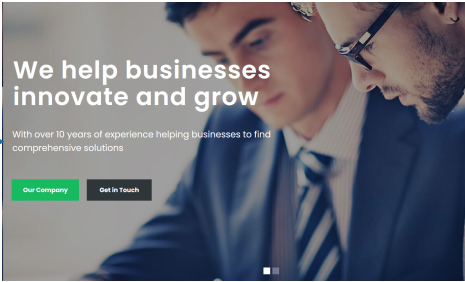 We help businesses
innovate and grow
With over 10 years of experience helping businesses to find
comprehensive solutions
Our Company
Get in Touch